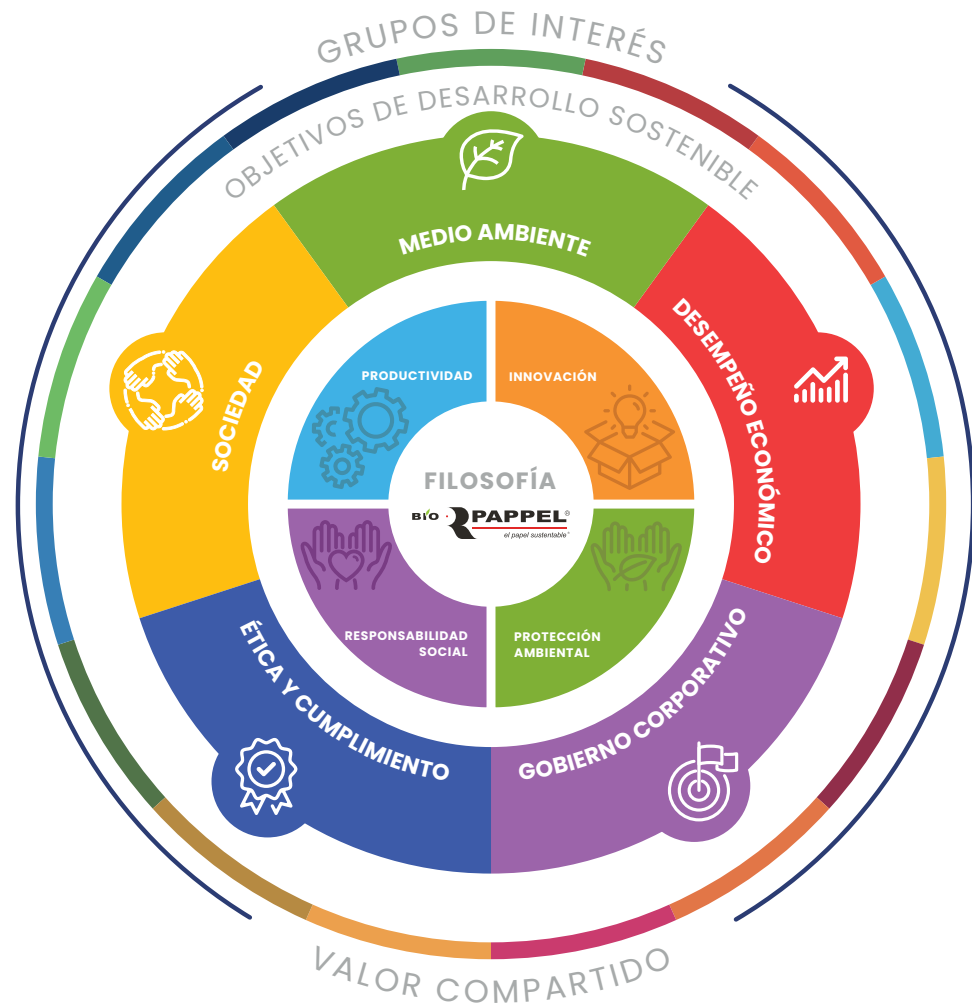 GRUPOS DE INTERÉS
OBJETIVOS DE DESARROLLO SOSTENIBLE
MEDIO AMBIENTE
DESEMPEÑO ECONÓMICO
SOCIEDAD
PRODUCTIVIDAD
INNOVACIÓN
FILOSOFÍA
BIO PAPPEL®
el papel sustentable®
RESPONSABILIDAD
SOCIAL
PROTECCIÓN
AMBIENTAL
ÉTICA Y CUMPLIMIENTO
GOBIERNO CORPORATIVO
VALOR COMPARTIDO